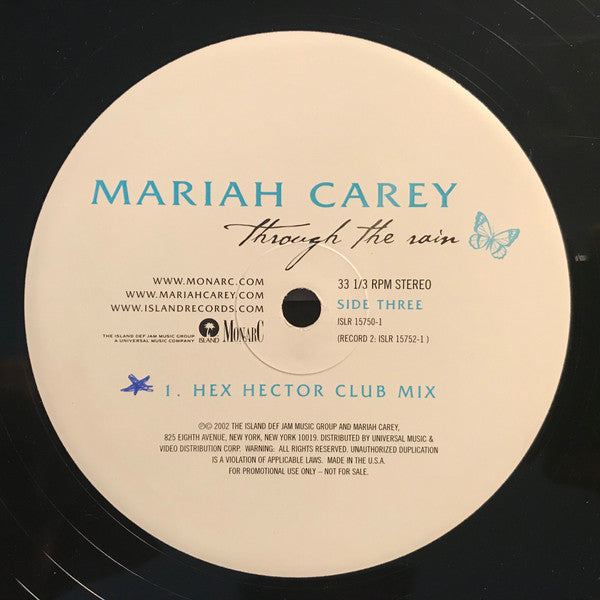 MARIAH CAREY
through the rain
WWW.MONARC.COM
WWW.MARIAHCAREY.COM
WWW.ISLANDRECORDS.COM
THE ISLAND DEF JAM MUSIC GROUP
A UNIVERSAL MUSIC COMPANY
ISLAND
MONARC
33 1/3 RPM STEREO
SIDE THREE
ISLR 15750-1
(RECORD 2: ISLR 15752-1 )
1. HEX HECTOR CLUB MIX
℗© 2002 THE ISLAND DEF JAM MUSIC GROUP AND MARIAH CAREY,
825 EIGHTH AVENUE, NEW YORK, NEW YORK 10019. DISTRIBUTED BY UNIVERSAL MUSIC &
VIDEO DISTRIBUTION CORP. WARNING: ALL RIGHTS RESERVED. UNAUTHORIZED DUPLICATION
IS A VIOLATION OF APPLICABLE LAWS. MADE IN THE U.S.A.
FOR PROMOTIONAL USE ONLY – NOT FOR SALE.